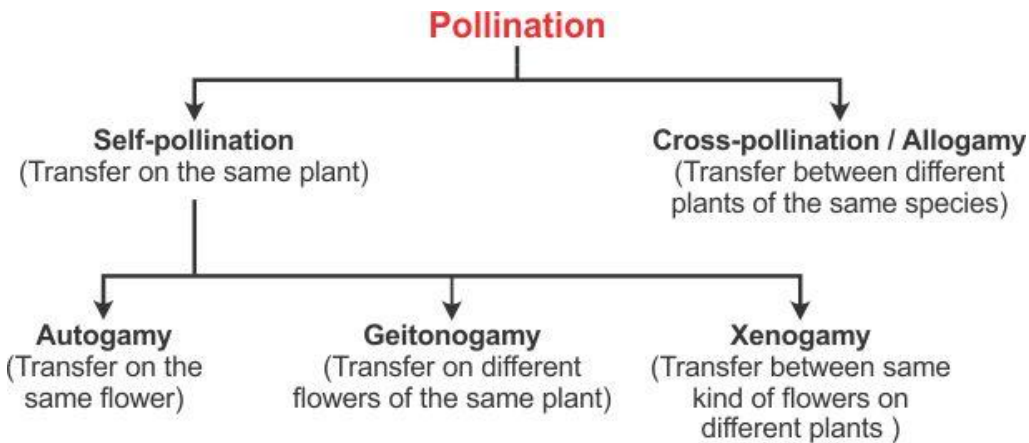 Pollination
Self-pollination
(Transfer on the same plant)
Cross-pollination / Allogamy
(Transfer between different
plants of the same species)
Autogamy
(Transfer on the
same flower)
Geitonogamy
(Transfer on different
flowers of the same plant)
Xenogamy
(Transfer between same
kind of flowers on
different plants )